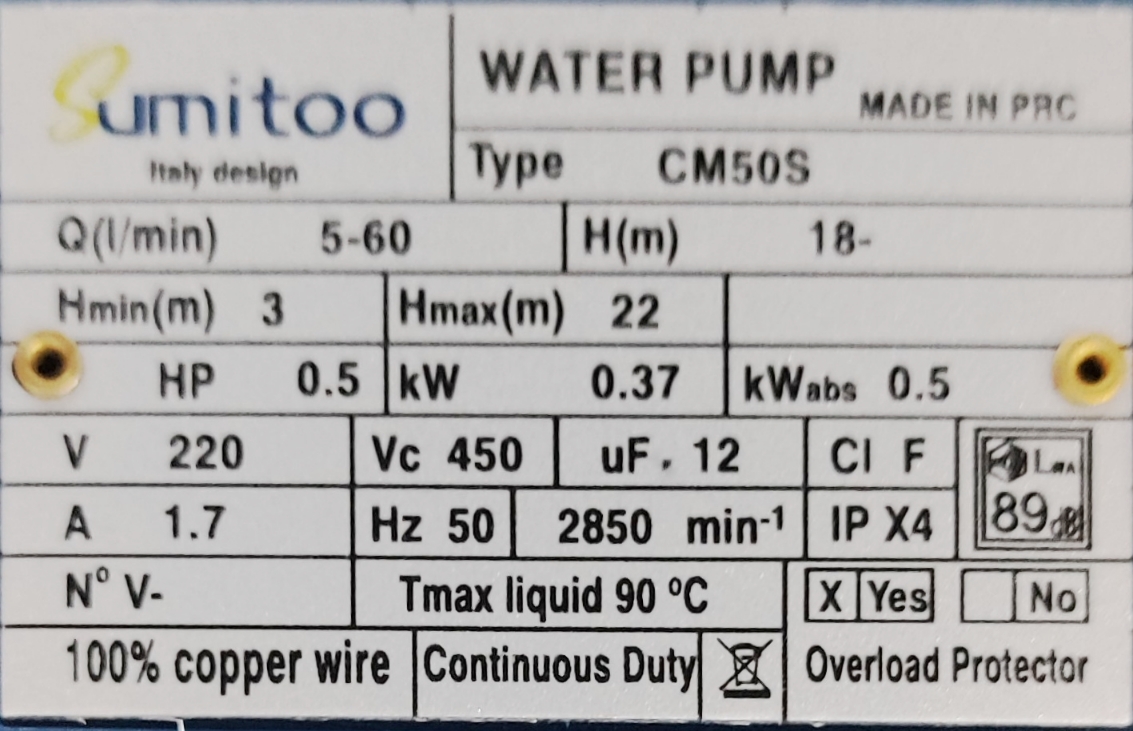 Sumitoo
Italy design
WATER PUMP MADE IN PRC
Type CM50S
Q(l/min) 5-60 H(m) 18-
Hmin(m) 3 Hmax(m) 22
HP 0.5 kW 0.37 kWabs 0.5
V 220 Vc 450 uF. 12 Cl F
A 1.7 Hz 50 2850 min-1 IP X4
89 dB
N° V- Tmax liquid 90 °C X Yes No
100% copper wire Continuous Duty Overload Protector